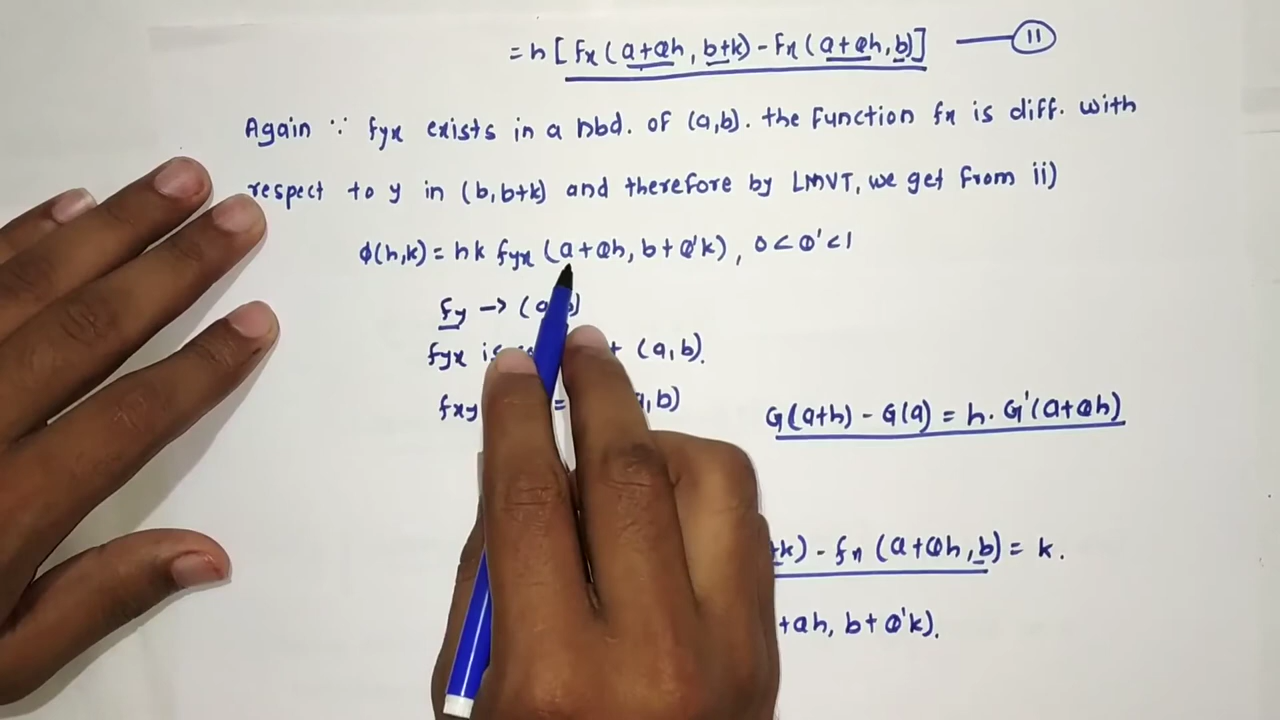 = h [ fx ( a+θh , b+k ) - fx ( a+θh , b ) ] — 11
Again ∵ fyx exists in a nbd. of (a,b). the Function fx is diff. with
respect to y in (b, b+k) and therefore by LMVT, we get from ii)
ϕ(h,k) = hk fyx (a+θh, b+θ'k) , 0<θ'<1
fy → (a
fyx (a,b).
fxy = ,b)
G(a+h) - G(a) = h. G'(a+θh)
k) - fx (a+θh, b) = k.
+θh, b+θ'k).